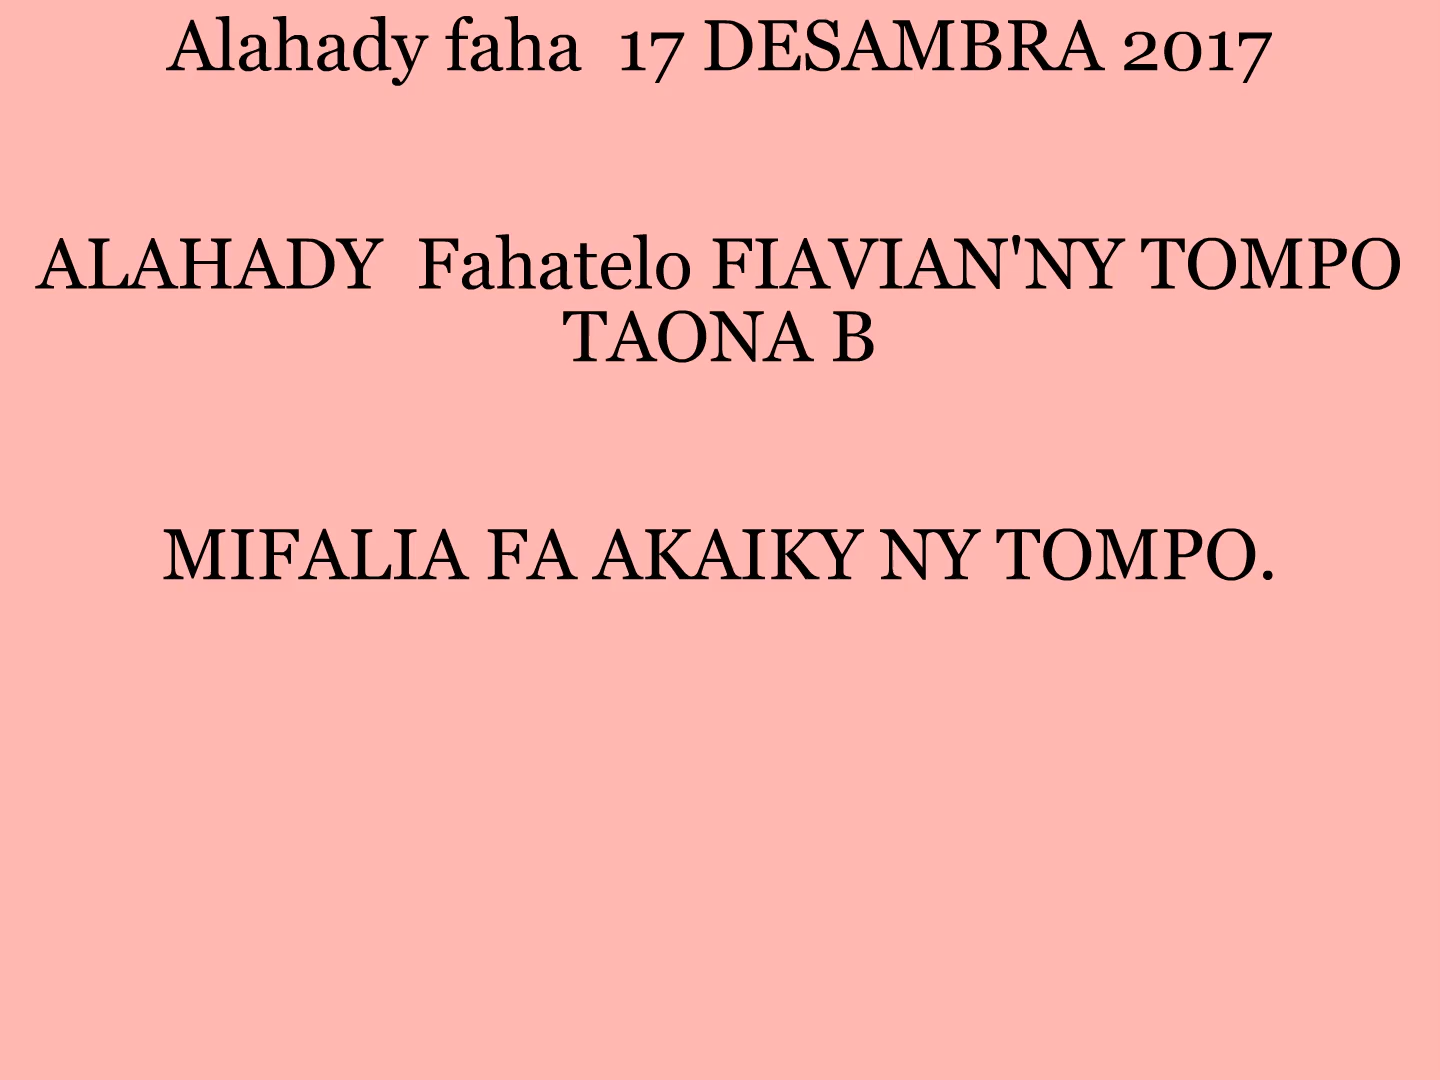 Alahady faha  17 DESAMBRA 2017
ALAHADY  Fahatelo FIAVIAN'NY TOMPO
TAONA B
MIFALIA FA AKAIKY NY TOMPO.